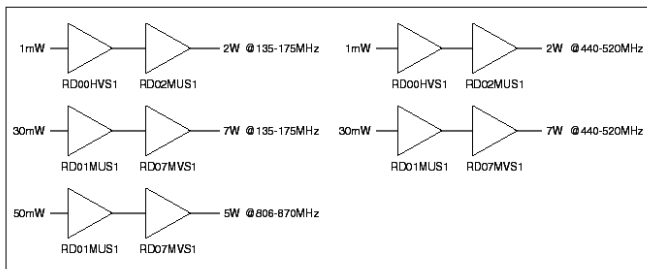 1mW 2W @135-175MHz
RD00HVS1 RD02MUS1
1mW 2W @440-520MHz
RD00HVS1 RD02MUS1
30mW 7W @135-175MHz
RD01MUS1 RD07MVS1
30mW 7W @440-520MHz
RD01MUS1 RD07MVS1
50mW 5W @806-870MHz
RD01MUS1 RD07MVS1